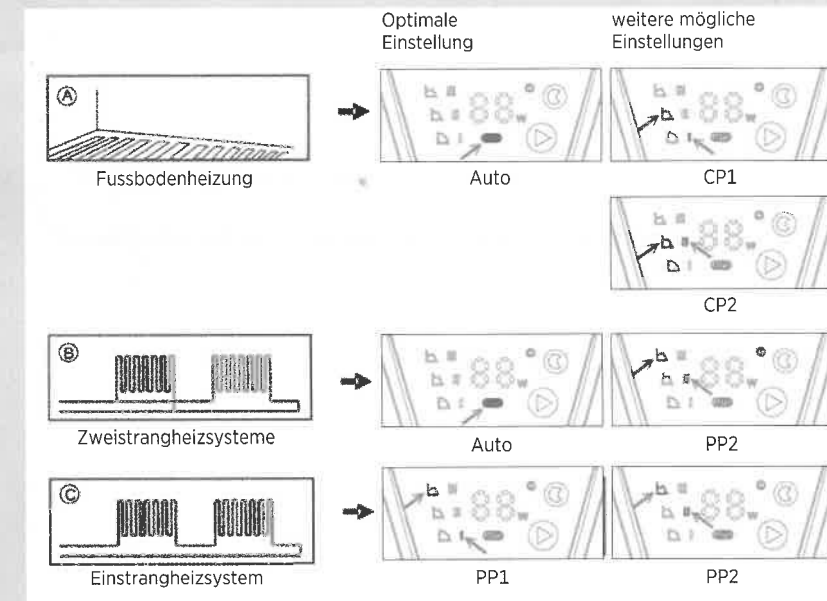 Optimale
Einstellung
weitere mögliche
Einstellungen
A
Fussbodenheizung
W
Auto
W
CP1
W
CP2
B
Zweistrangheizsysteme
W
Auto
W
PP2
C
Einstrangheizsystem
W
PP1
W
PP2